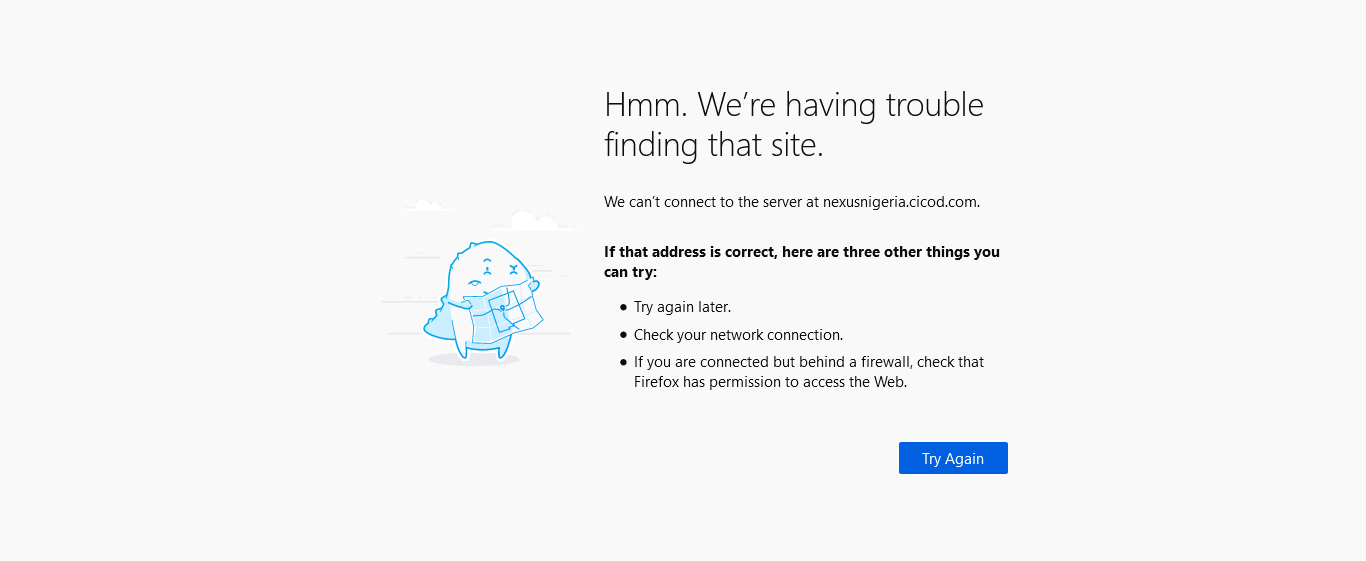 Hmm. We’re having trouble
finding that site.
We can’t connect to the server at nexusnigeria.cicod.com.
If that address is correct, here are three other things you
can try:
● Try again later.
● Check your network connection.
● If you are connected but behind a firewall, check that
Firefox has permission to access the Web.
Try Again